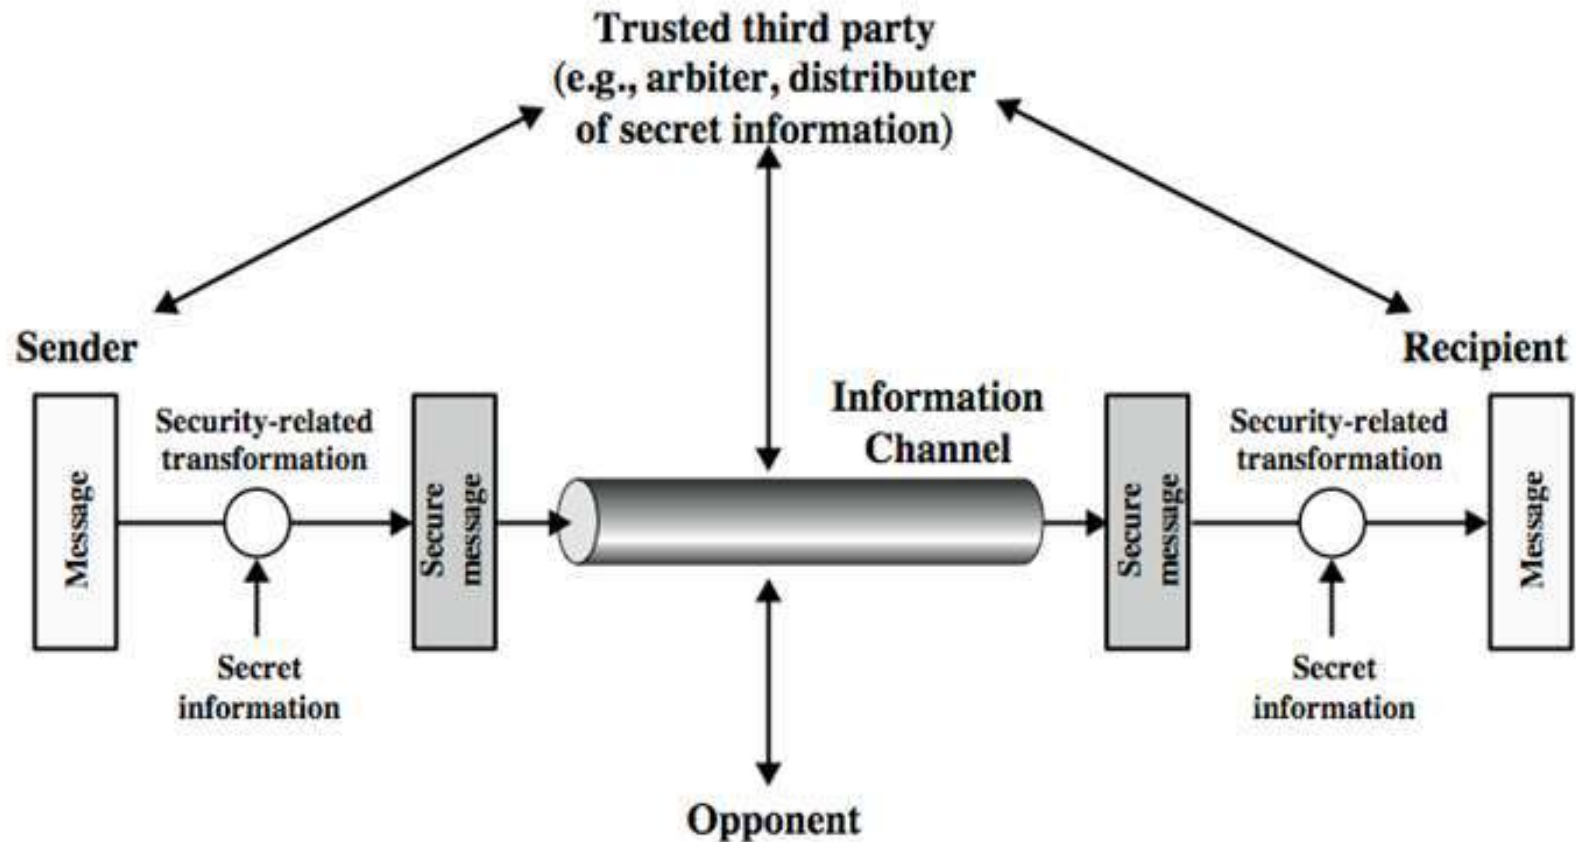 Trusted third party
(e.g., arbiter, distributer
of secret information)
Sender
Recipient
Information
Channel
Security-related
transformation
Security-related
transformation
Message
Secure
message
Secure
message
Message
Secret
information
Secret
information
Opponent